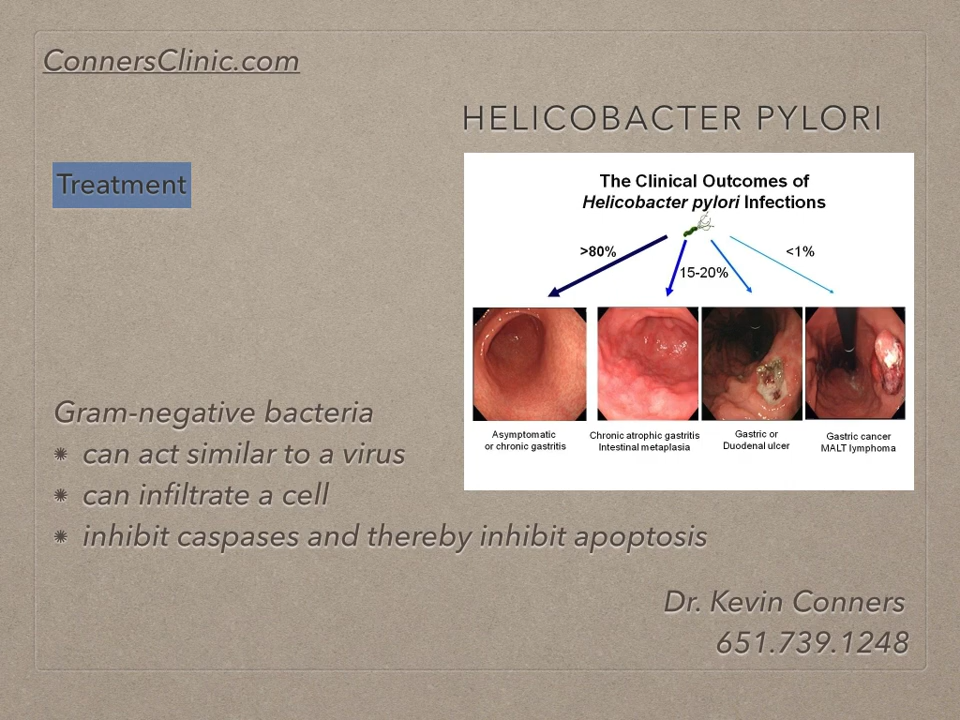 ConnersClinic.com
HELICOBACTER PYLORI
Treatment
The Clinical Outcomes of
Helicobacter pylori Infections
>80%
15-20%
<1%
Asymptomatic
or chronic gastritis
Chronic atrophic gastritis
Intestinal metaplasia
Gastric or
Duodenal ulcer
Gastric cancer
MALT lymphoma
Gram-negative bacteria
✺ can act similar to a virus
✺ can infiltrate a cell
✺ inhibit caspases and thereby inhibit apoptosis
Dr. Kevin Conners
651.739.1248